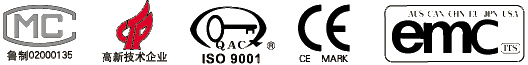 MC
鲁制02000135
高新技术企业
QAC ®
ISO 9001
CE
CE MARK
AUS CAN CHN EU JPN USA
emc
ITS